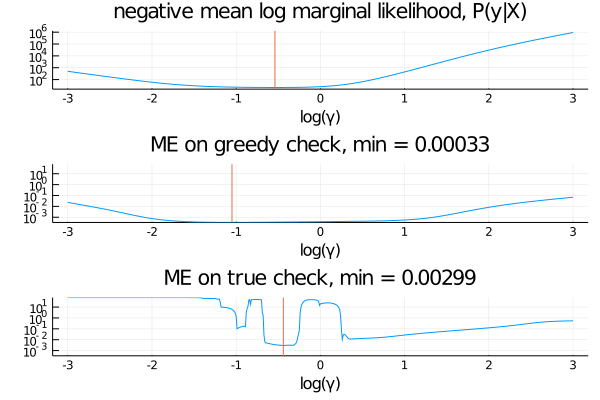 negative mean log marginal likelihood, P(y|X)
10⁶
10⁵
10⁴
10³
10²
-3 -2 -1 0 1 2 3
log(γ)
ME on greedy check, min = 0.00033
10¹
10⁰
10⁻¹
10⁻²
10⁻³
-3 -2 -1 0 1 2 3
log(γ)
ME on true check, min = 0.00299
10¹
10⁰
10⁻¹
10⁻²
10⁻³
-3 -2 -1 0 1 2 3
log(γ)